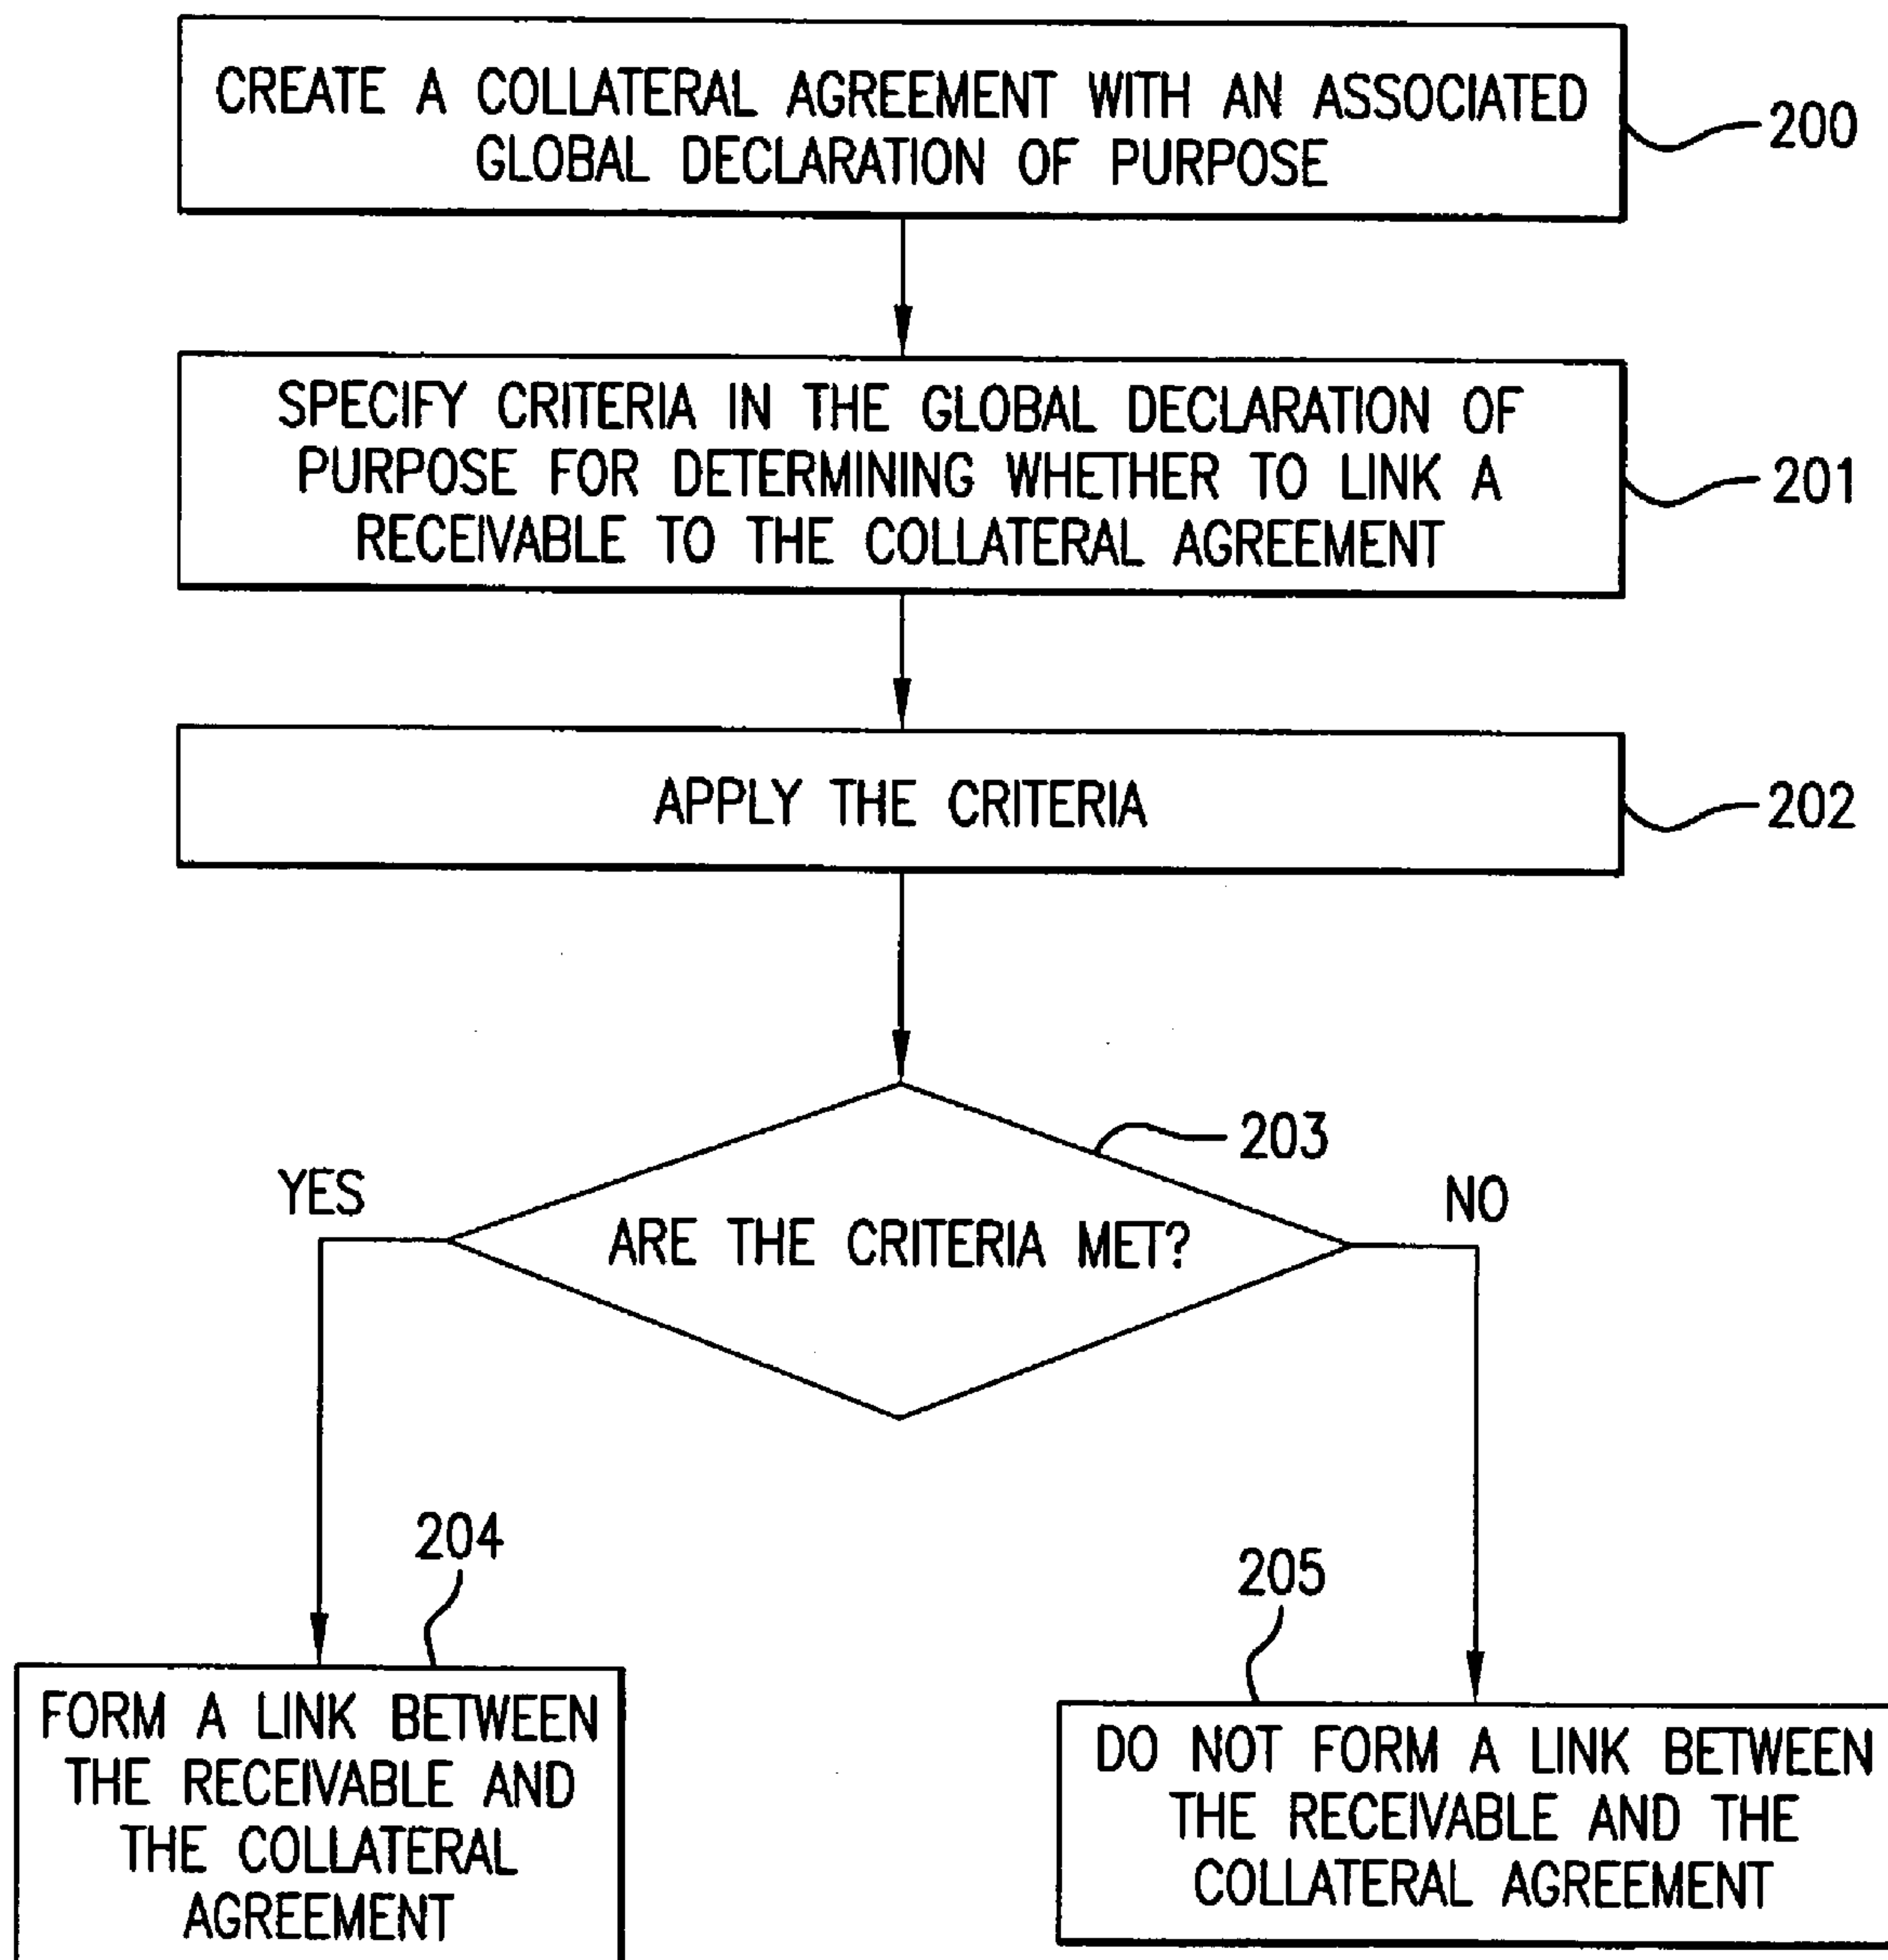 CREATE A COLLATERAL AGREEMENT WITH AN ASSOCIATED
GLOBAL DECLARATION OF PURPOSE
200
SPECIFY CRITERIA IN THE GLOBAL DECLARATION OF
PURPOSE FOR DETERMINING WHETHER TO LINK A
RECEIVABLE TO THE COLLATERAL AGREEMENT
201
APPLY THE CRITERIA
202
203
YES
NO
ARE THE CRITERIA MET?
204
FORM A LINK BETWEEN
THE RECEIVABLE AND
THE COLLATERAL
AGREEMENT
205
DO NOT FORM A LINK BETWEEN
THE RECEIVABLE AND THE
COLLATERAL AGREEMENT